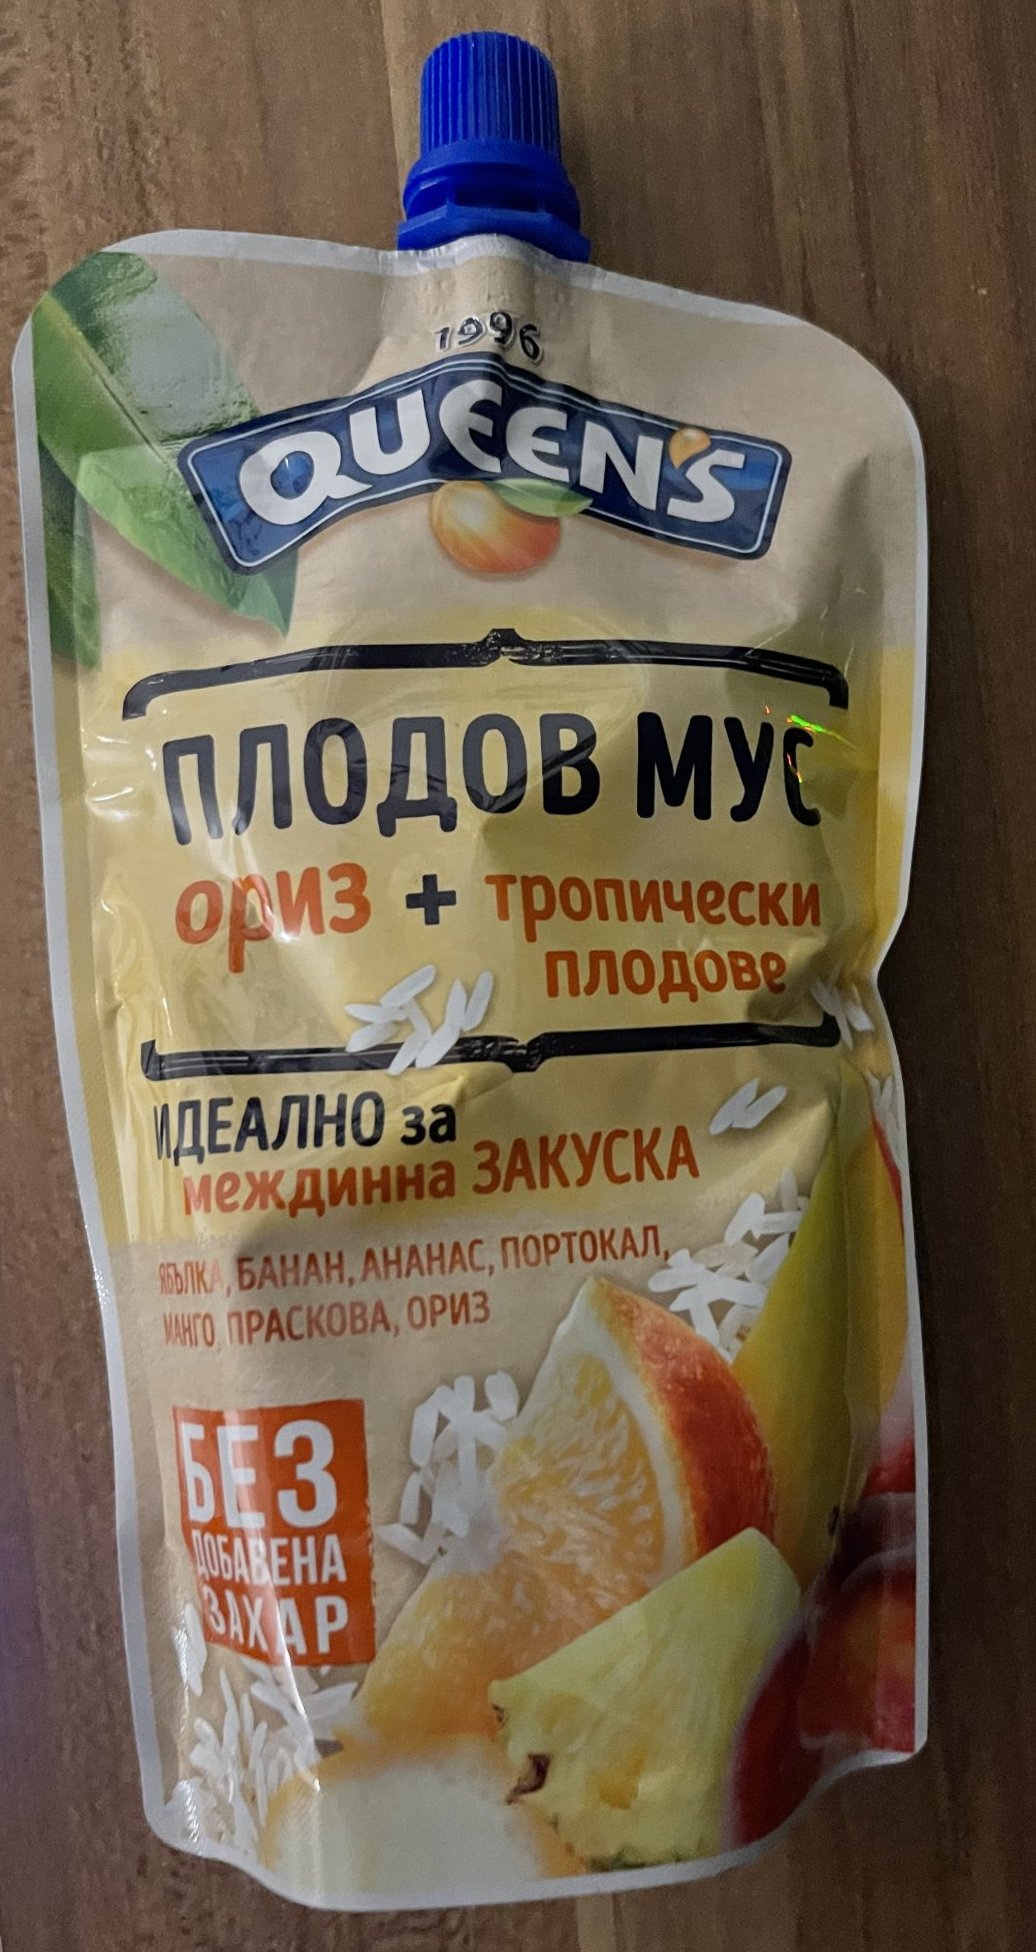 1996
QUEEN'S
ПЛОДОВ МУС
ориз + тропически
плодове
ИДЕАЛНО за
междинна ЗАКУСКА
ЯБЪЛКА, БАНАН, АНАНАС, ПОРТОКАЛ,
МАНГО, ПРАСКОВА, ОРИЗ
БЕЗ
ДОБАВЕНА
ЗАХАР